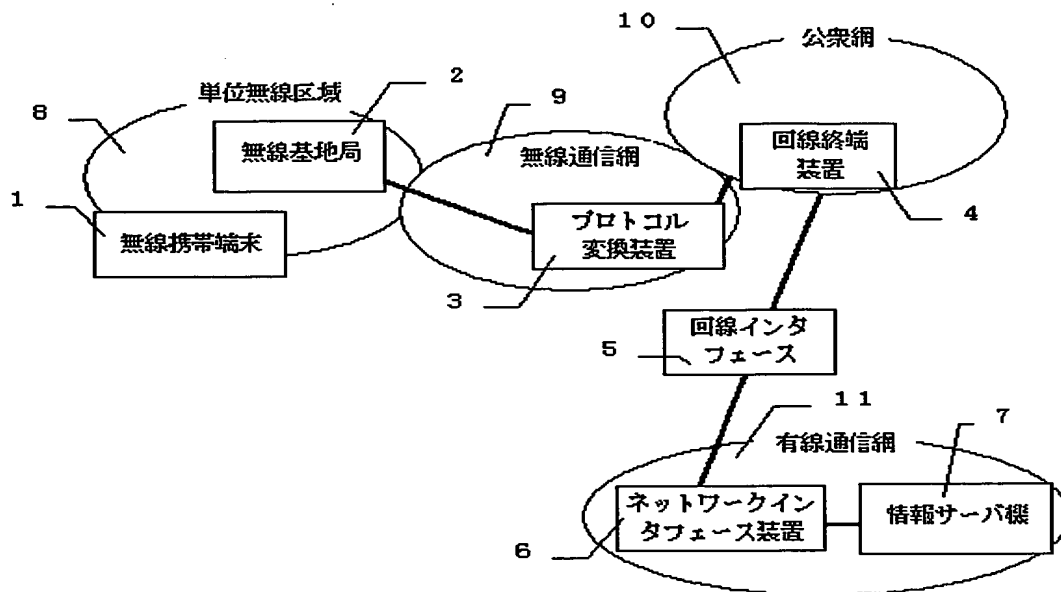 10
公衆網
2
単位無線区域
9
8
無線基地局
無線通信網
回線終端
装置
1
無線携帯端末
プロトコル
変換装置
4
3
回線インタ
フェース
5
11
7
有線通信網
ネットワークイン
タフェース装置
情報サーバ機
6